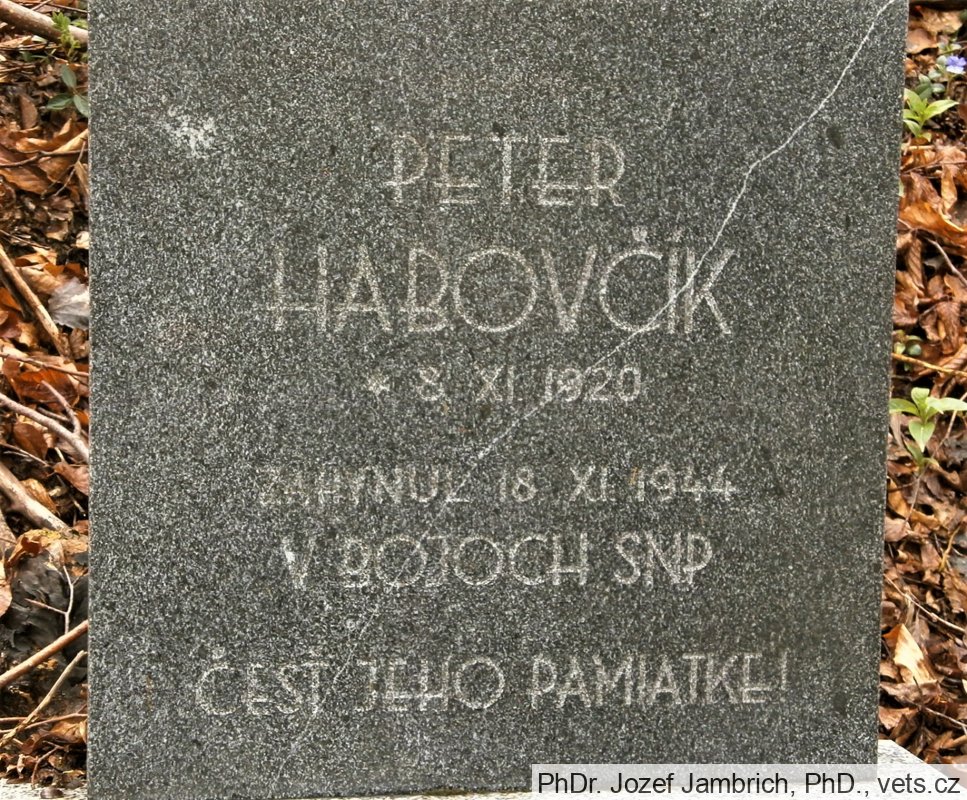 PETER
HABOVČÍK
* 8. XI. 1920
ZAHYNUL 18 XI. 1944
V BOJOCH SNP
ČESŤ JEHO PAMIATKE!
PhDr. Jozef Jambrich, PhD., vets.cz